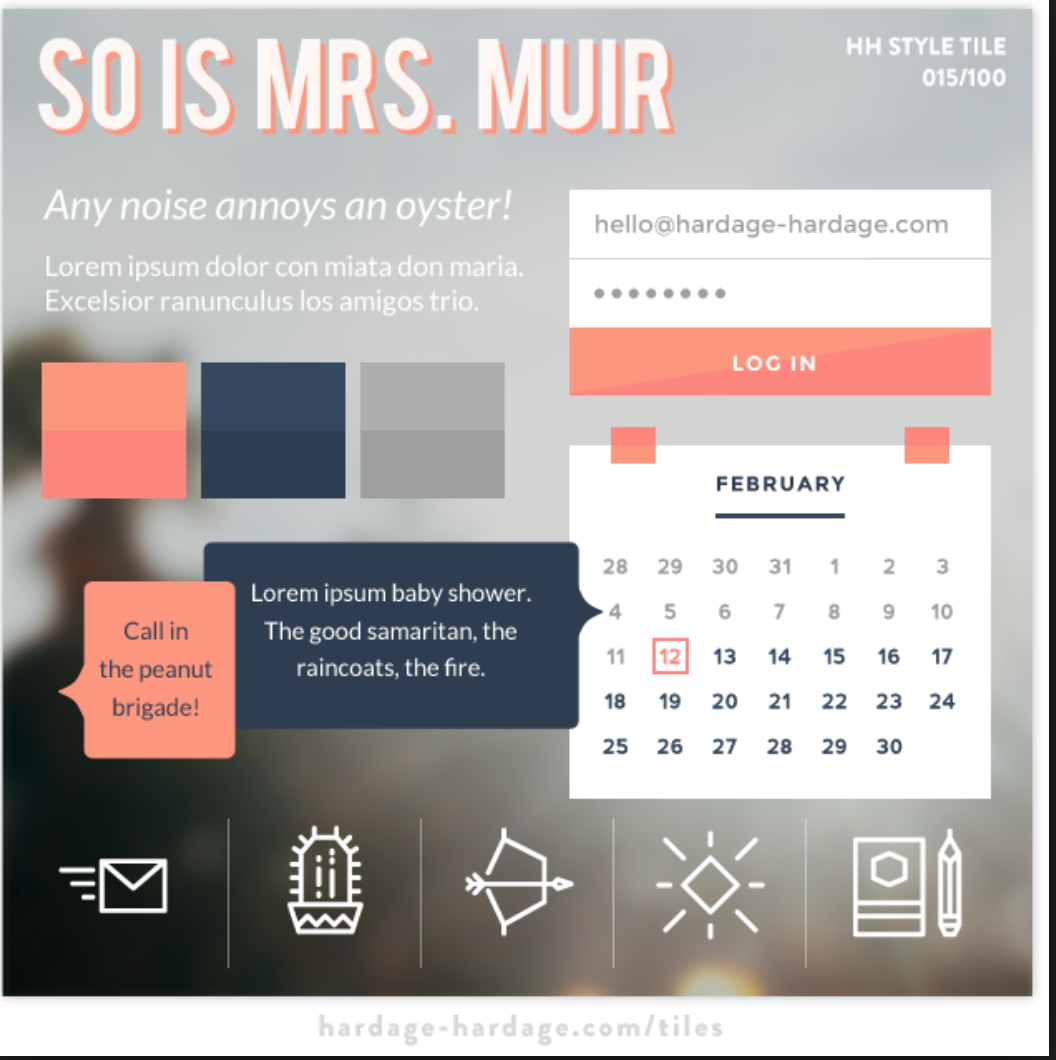 SO IS MRS. MUIR
HH STYLE TILE
015/100
Any noise annoys an oyster!
Lorem ipsum dolor con miata don maria.
Excelsior ranunculus los amigos trio.
hello@hardage-hardage.com
LOG IN
FEBRUARY
28 29 30 31 1 2 3
4 5 6 7 8 9 10
11 12 13 14 15 16 17
18 19 20 21 22 23 24
25 26 27 28 29 30
Lorem ipsum baby shower.
The good samaritan, the
raincoats, the fire.
Call in
the peanut
brigade!
hardage-hardage.com/tiles